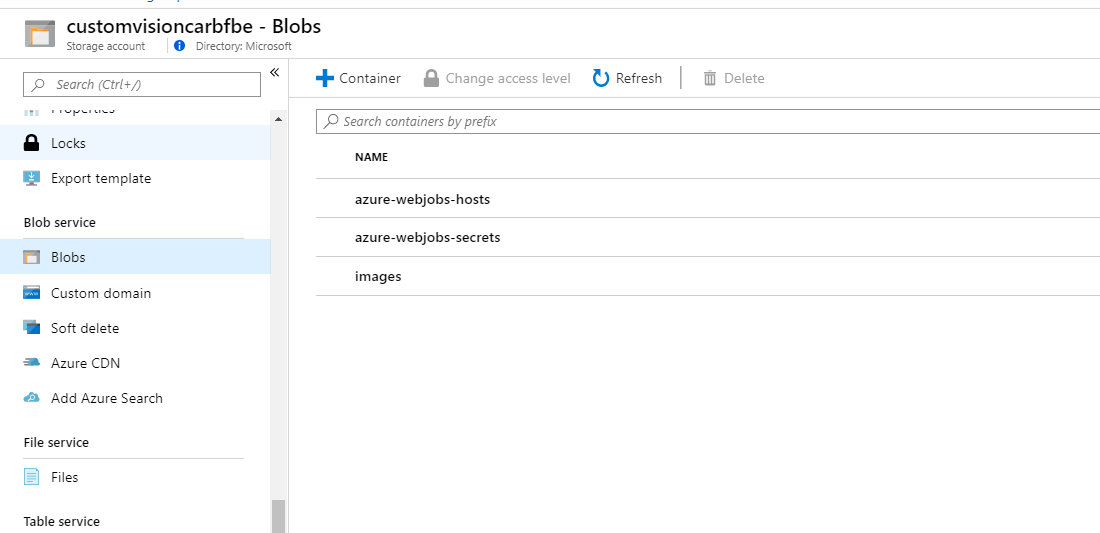 customvisioncarbfbe - Blobs
Storage account
Directory: Microsoft
Search (Ctrl+/)
«
Properties
Locks
Export template
Blob service
Blobs
Custom domain
Soft delete
Azure CDN
Add Azure Search
File service
Files
Table service
Container
Change access level
Refresh
Delete
Search containers by prefix
NAME
azure-webjobs-hosts
azure-webjobs-secrets
images